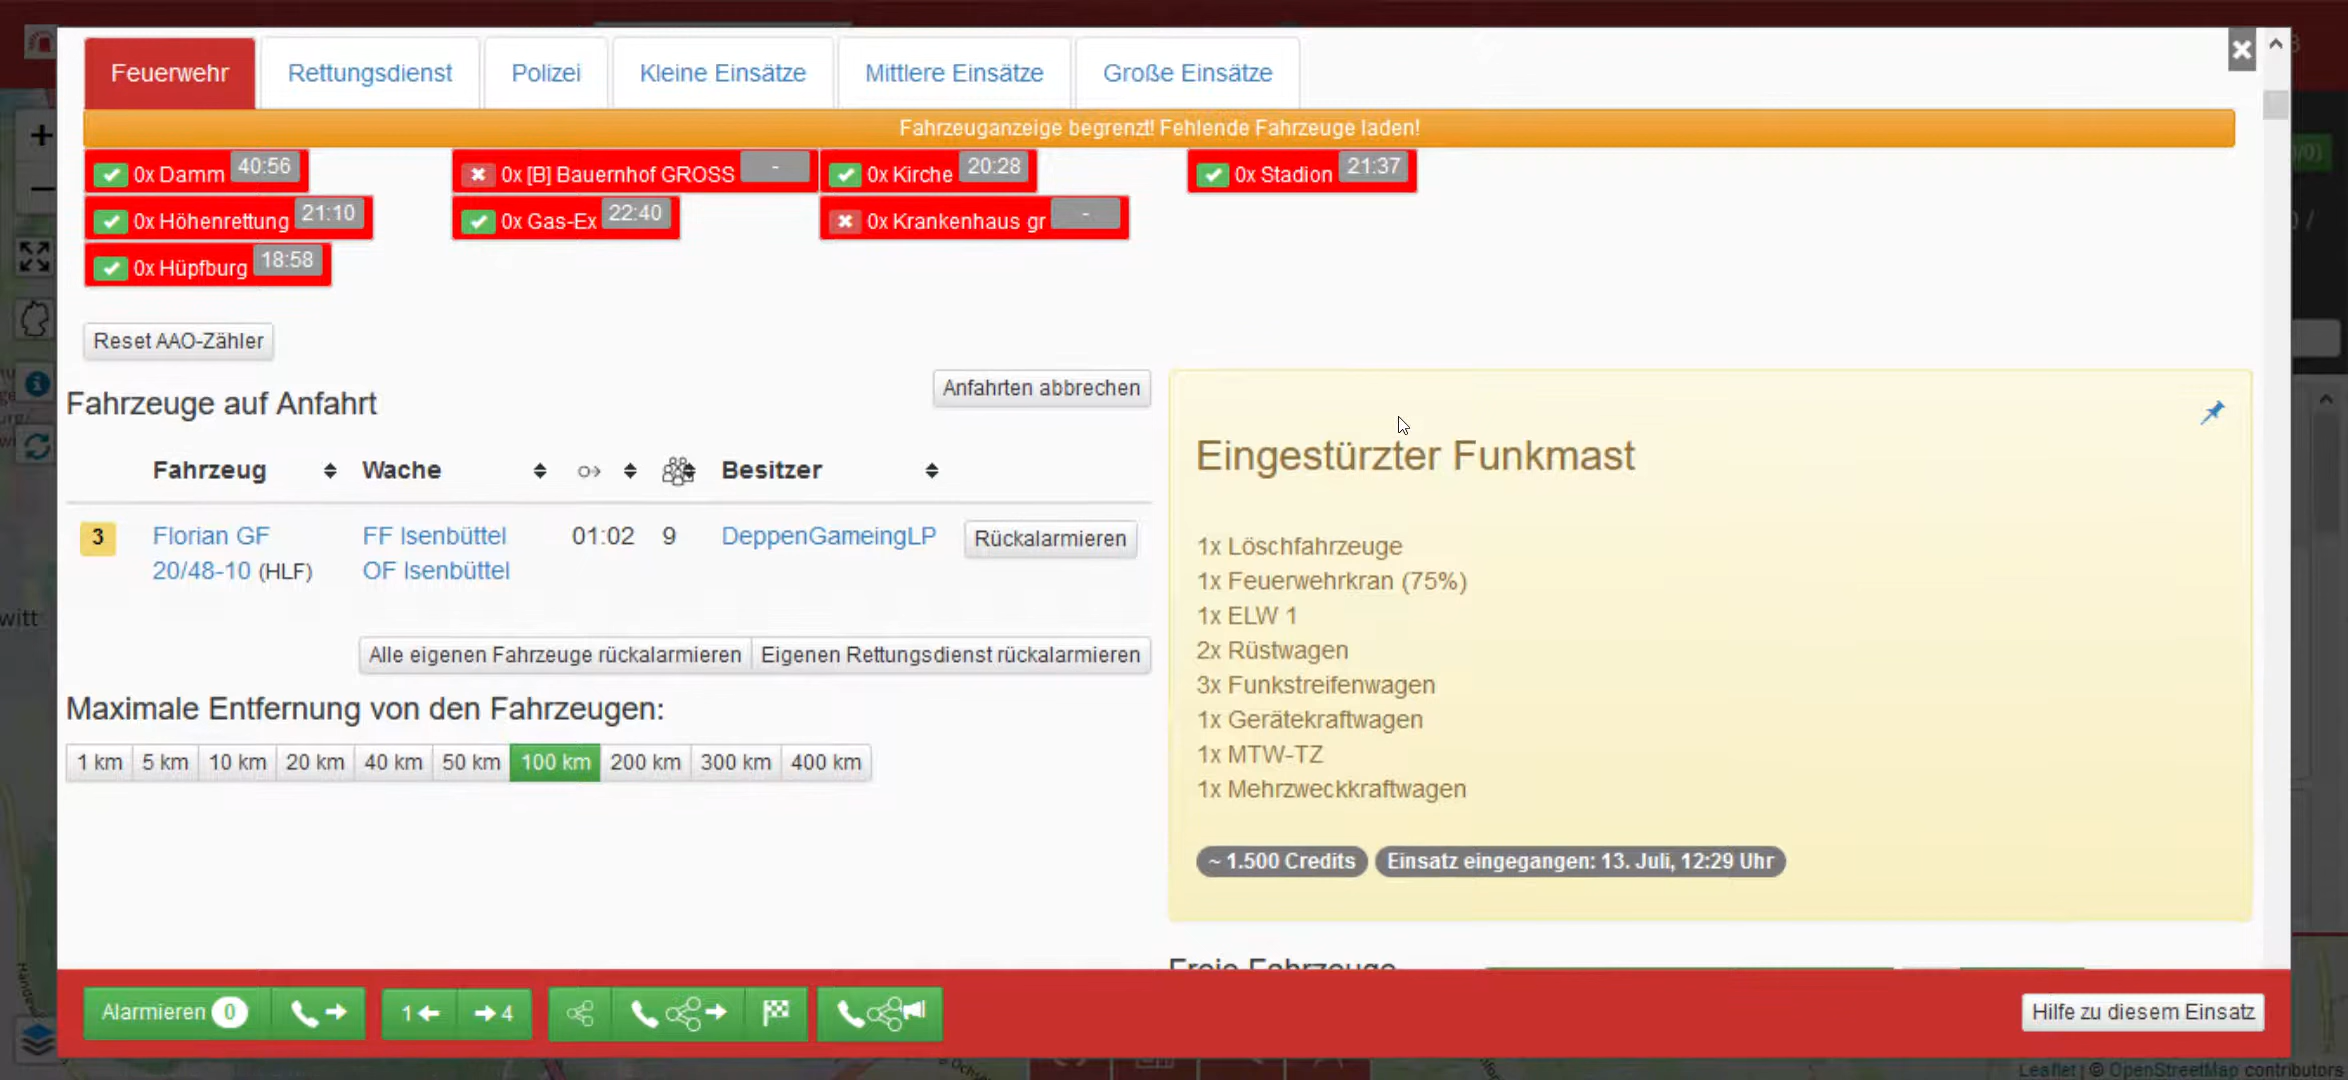 Feuerwehr Rettungsdienst Polizei Kleine Einsätze Mittlere Einsätze Große Einsätze
Fahrzeuganzeige begrenzt! Fehlende Fahrzeuge laden!
0x Damm 40:56 0x [B] Bauernhof GROSS - 0x Kirche 20:28 0x Stadion 21:37
0x Höhenrettung 21:10 0x Gas-Ex 22:40 0x Krankenhaus gr -
0x Hüpfburg 18:58
Reset AAO-Zähler
Fahrzeuge auf Anfahrt
Anfahrten abbrechen
Fahrzeug Wache Besitzer
3 Florian GF FF Isenbüttel 01:02 9 DeppenGameingLP Rückalarmieren
20/48-10 (HLF) OF Isenbüttel
Alle eigenen Fahrzeuge rückalarmieren Eigenen Rettungsdienst rückalarmieren
Maximale Entfernung von den Fahrzeugen:
1 km 5 km 10 km 20 km 40 km 50 km 100 km 200 km 300 km 400 km
Eingestürzter Funkmast
1x Löschfahrzeuge
1x Feuerwehrkran (75%)
1x ELW 1
2x Rüstwagen
3x Funkstreifenwagen
1x Gerätekraftwagen
1x MTW-TZ
1x Mehrzweckkraftwagen
~ 1.500 Credits Einsatz eingegangen: 13. Juli, 12:29 Uhr
Freie Fahrzeuge
Alarmieren 0 1 4 Hilfe zu diesem Einsatz
witt
Leaflet | © OpenStreetMap contributors